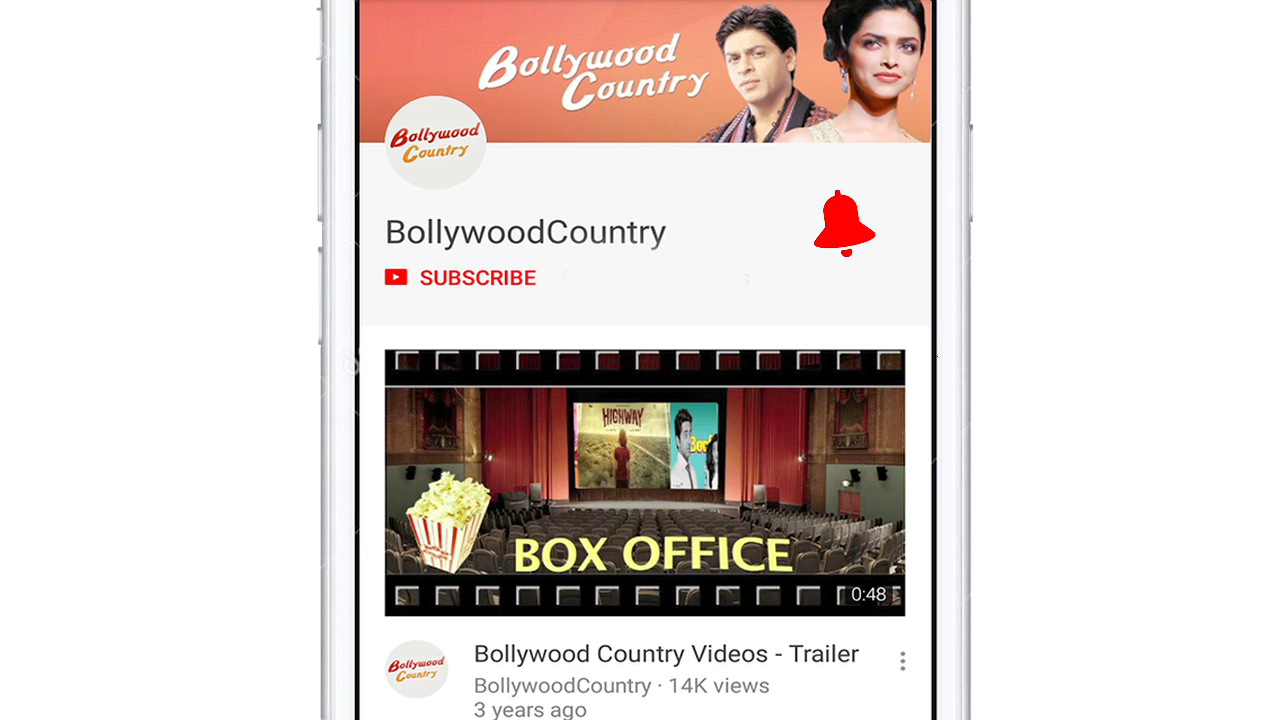 Bollywood
Country
Bollywood
Country
BollywoodCountry
SUBSCRIBE
HIGHWAY
BOX OFFICE
0:48
Bollywood Country Videos - Trailer
Bollywood
Country
BollywoodCountry · 14K views
3 years ago